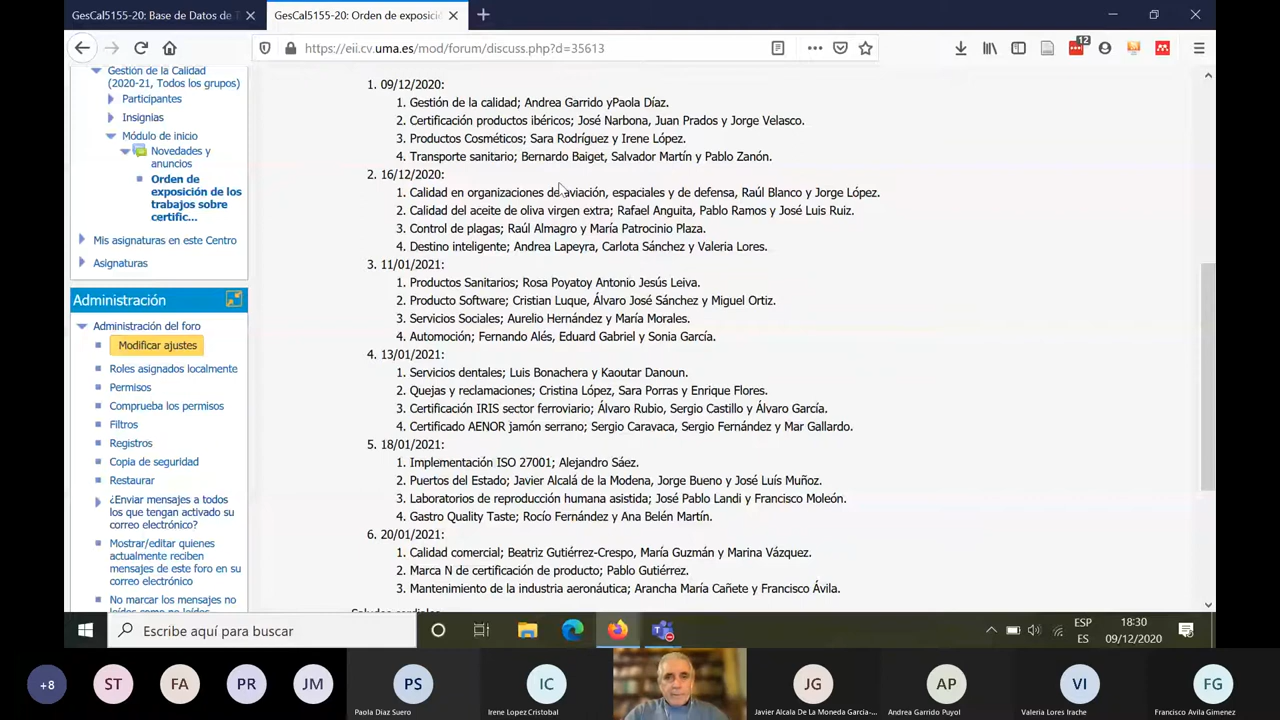 GesCal5155-20: Base de Datos de
GesCal5155-20: Orden de exposició
https://eii.cv.uma.es/mod/forum/discuss.php?d=35613
12
Gestión de la Calidad
(2020-21, Todos los grupos)
Participantes
Insignias
Módulo de inicio
Novedades y
anuncios
Orden de
exposición de los
trabajos sobre
certific...
Mis asignaturas en este Centro
Asignaturas
Administración
Administración del foro
Modificar ajustes
Roles asignados localmente
Permisos
Comprueba los permisos
Filtros
Registros
Copia de seguridad
Restaurar
¿Enviar mensajes a todos
los que tengan activado su
correo electrónico?
Mostrar/editar quienes
actualmente reciben
mensajes de este foro en su
correo electrónico
No marcar los mensajes no
leídos como no leídos
1. 09/12/2020:
1. Gestión de la calidad; Andrea Garrido yPaola Díaz.
2. Certificación productos ibéricos; José Narbona, Juan Prados y Jorge Velasco.
3. Productos Cosméticos; Sara Rodríguez y Irene López.
4. Transporte sanitario; Bernardo Baiget, Salvador Martín y Pablo Zanón.
2. 16/12/2020:
1. Calidad en organizaciones de aviación, espaciales y de defensa, Raúl Blanco y Jorge López.
2. Calidad del aceite de oliva virgen extra; Rafael Anguita, Pablo Ramos y José Luis Ruiz.
3. Control de plagas; Raúl Almagro y María Patrocinio Plaza.
4. Destino inteligente; Andrea Lapeyra, Carlota Sánchez y Valeria Lores.
3. 11/01/2021:
1. Productos Sanitarios; Rosa Poyatoy Antonio Jesús Leiva.
2. Producto Software; Cristian Luque, Álvaro José Sánchez y Miguel Ortiz.
3. Servicios Sociales; Aurelio Hernández y María Morales.
4. Automoción; Fernando Alés, Eduard Gabriel y Sonia García.
4. 13/01/2021:
1. Servicios dentales; Luis Bonachera y Kaoutar Danoun.
2. Quejas y reclamaciones; Cristina López, Sara Porras y Enrique Flores.
3. Certificación IRIS sector ferroviario; Álvaro Rubio, Sergio Castillo y Álvaro García.
4. Certificado AENOR jamón serrano; Sergio Caravaca, Sergio Fernández y Mar Gallardo.
5. 18/01/2021:
1. Implementación ISO 27001; Alejandro Sáez.
2. Puertos del Estado; Javier Alcalá de la Modena, Jorge Bueno y José Luís Muñoz.
3. Laboratorios de reproducción humana asistida; José Pablo Landi y Francisco Moleón.
4. Gastro Quality Taste; Rocío Fernández y Ana Belén Martín.
6. 20/01/2021:
1. Calidad comercial; Beatriz Gutiérrez-Crespo, María Guzmán y Marina Vázquez.
2. Marca N de certificación de producto; Pablo Gutiérrez.
3. Mantenimiento de la industria aeronáutica; Arancha María Cañete y Francisco Ávila.
Saludos cordiales
Escribe aquí para buscar
ESP
ES
18:30
09/12/2020
+8
ST
FA
PR
JM
PS
Paola Diaz Suero
IC
Irene Lopez Cristobal
JG
Javier Alcala De La Moneda Garcia-...
AP
Andrea Garrido Puyol
VI
Valeria Lores Irache
FG
Francisco Avila Gimenez